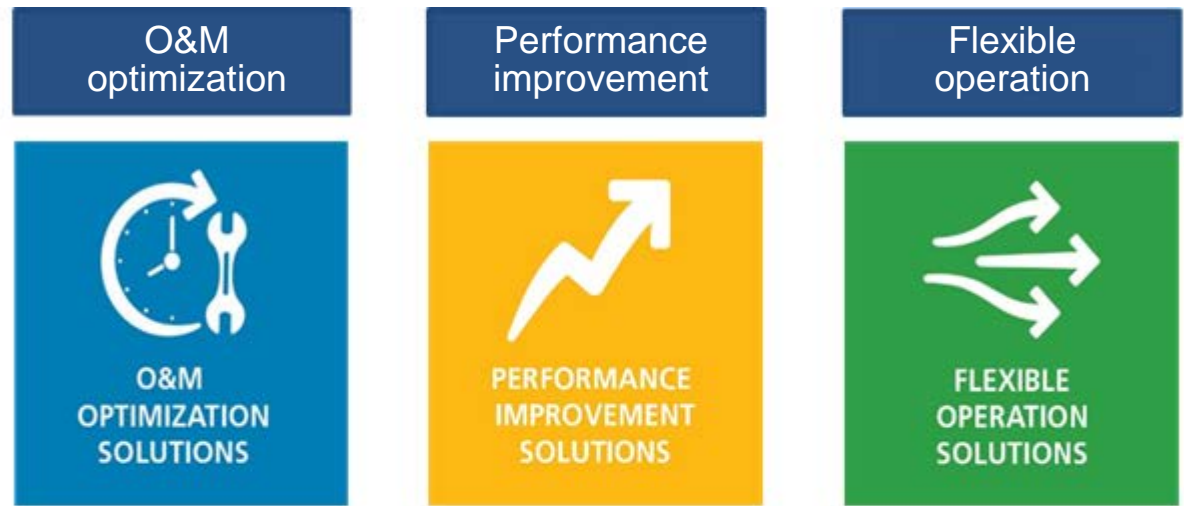 O&M
optimization
Performance
improvement
Flexible
operation
O&M
OPTIMIZATION
SOLUTIONS
PERFORMANCE
IMPROVEMENT
SOLUTIONS
FLEXIBLE
OPERATION
SOLUTIONS